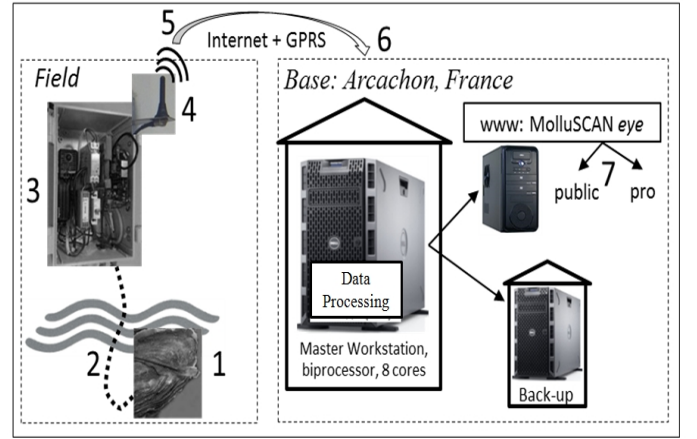 5
Internet + GPRS
6
Field
4
3
2
1
Base: Arcachon, France
www: MolluSCAN eye
7
public
pro
Data
Processing
Master Workstation,
biprocessor, 8 cores
Back-up